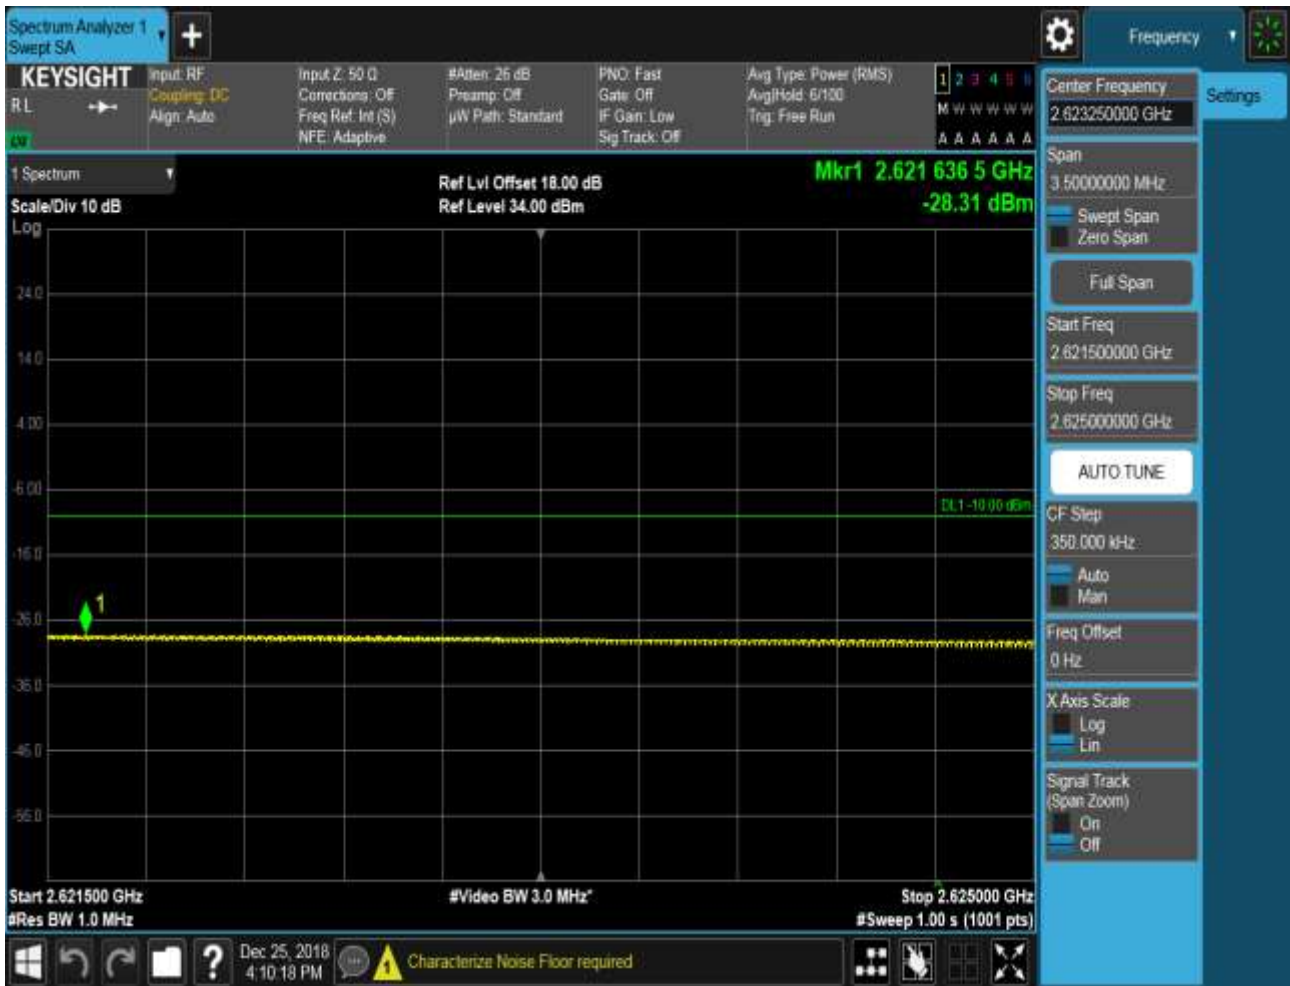 Spectrum Analyzer 1
Swept SA
+
Frequency
KEYSIGHT
RL
Input: RF
Coupling: DC
Align: Auto
Input Z: 50 Ω
Corrections: Off
Freq Ref: Int (S)
NFE: Adaptive
#Atten: 26 dB
Preamp: Off
µW Path: Standard
PNO: Fast
Gate: Off
IF Gain: Low
Sig Track: Off
Avg Type: Power (RMS)
Avg|Hold: 6/100
Trig: Free Run
1 2 3 4 5 6
M W W W W W
A A A A A A
1 Spectrum
Scale/Div 10 dB
Ref Lvl Offset 18.00 dB
Ref Level 34.00 dBm
Mkr1 2.621 636 5 GHz
-28.31 dBm
Log
24.0
14.0
4.00
-6.00
-16.0
-26.0
-36.0
-46.0
-56.0
DL1 -10.00 dBm
1
Start 2.621500 GHz
#Res BW 1.0 MHz
#Video BW 3.0 MHz*
Stop 2.625000 GHz
#Sweep 1.00 s (1001 pts)
Center Frequency
2.623250000 GHz
Settings
Span
3.50000000 MHz
Swept Span
Zero Span
Full Span
Start Freq
2.621500000 GHz
Stop Freq
2.625000000 GHz
AUTO TUNE
CF Step
350.000 kHz
Auto
Man
Freq Offset
0 Hz
X Axis Scale
Log
Lin
Signal Track
(Span Zoom)
On
Off
?
Dec 25, 2018
4:10:18 PM
1
Characterize Noise Floor required